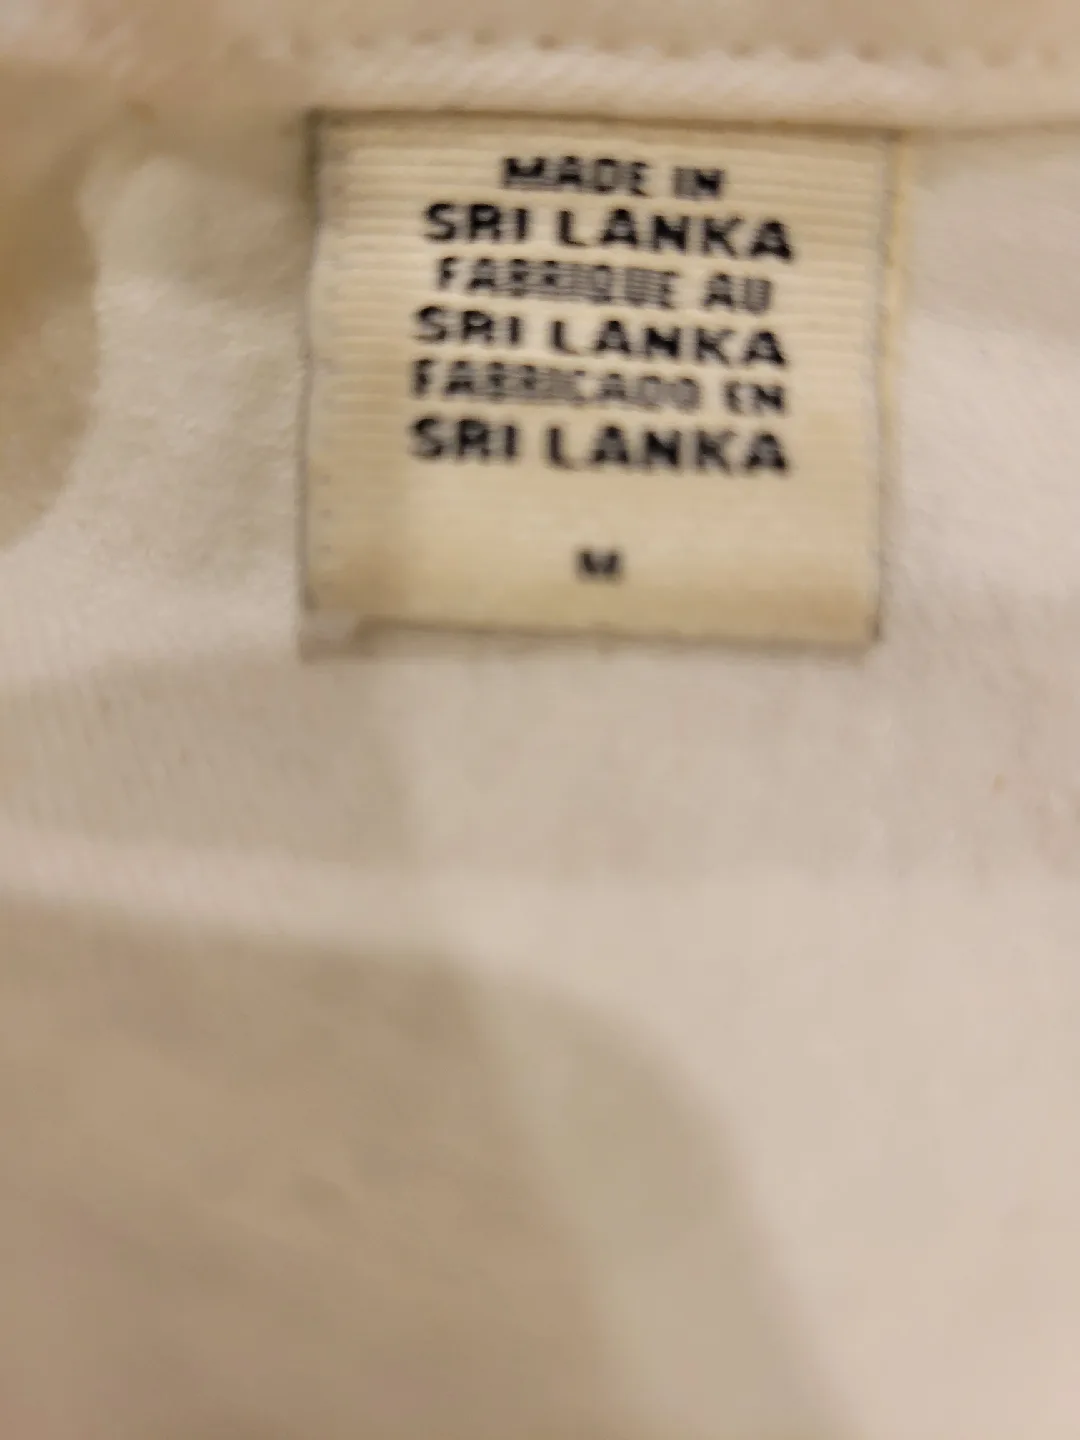 MADE IN
SRI LANKA
FABRIQUE AU
SRI LANKA
FABRICADO EN
SRI LANKA
M